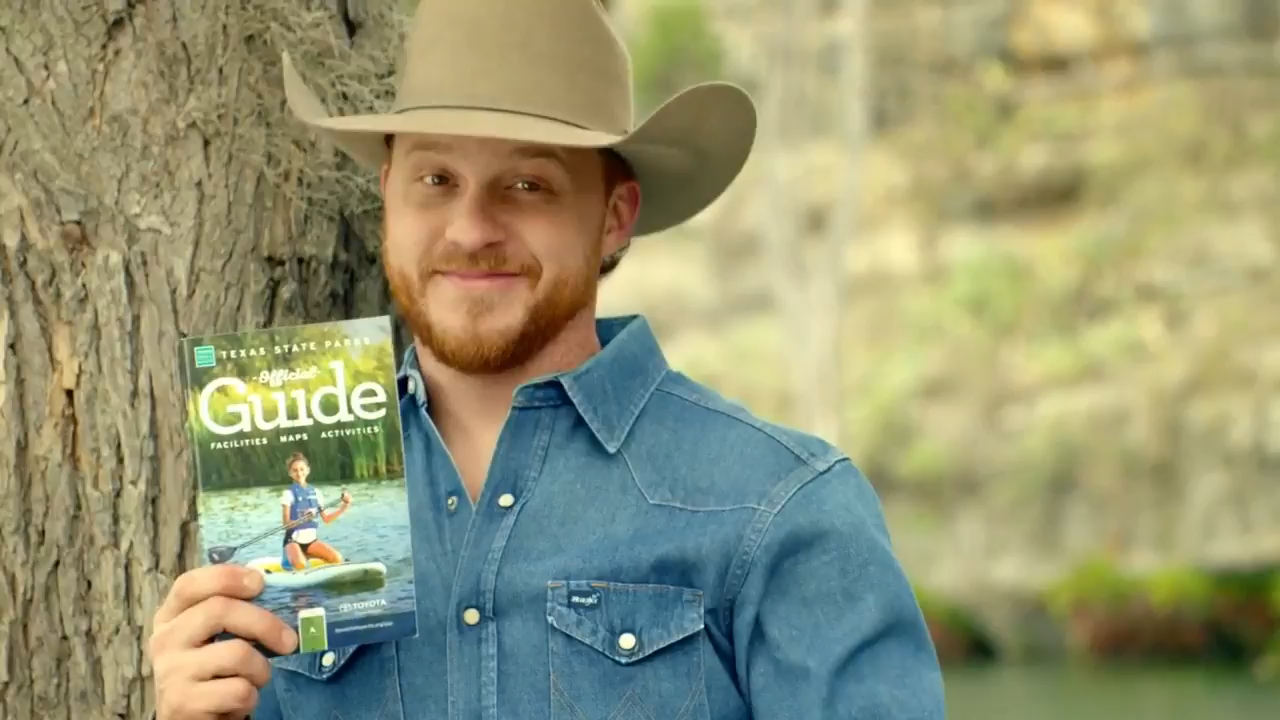 TEXAS STATE PARKS
Official
Guide
FACILITIES MAPS ACTIVITIES
TOYOTA